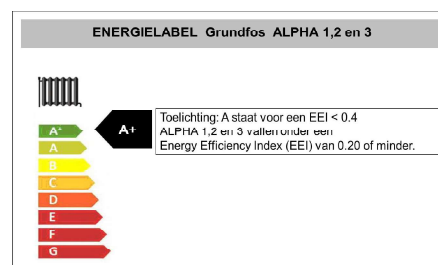 ENERGIELABEL Grundfos ALPHA 1,2 en 3
Toelichting: A staat voor een EEI < 0.4
ALPHA 1,2 en 3 vallen onder een
Energy Efficiency Index (EEI) van 0.20 of minder.
A+
A+
A
B
C
D
E
F
G